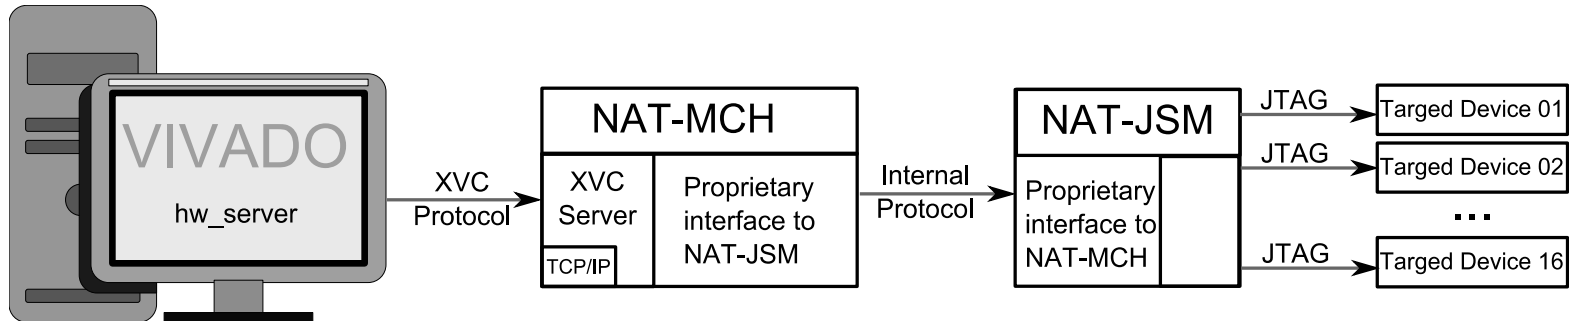 VIVADO
hw_server
XVC
Protocol
NAT-MCH
XVC
Server
TCP/IP
Proprietary
interface to
NAT-JSM
Internal
Protocol
NAT-JSM
Proprietary
interface to
NAT-MCH
JTAG
Targed Device 01
JTAG
Targed Device 02
...
JTAG
Targed Device 16